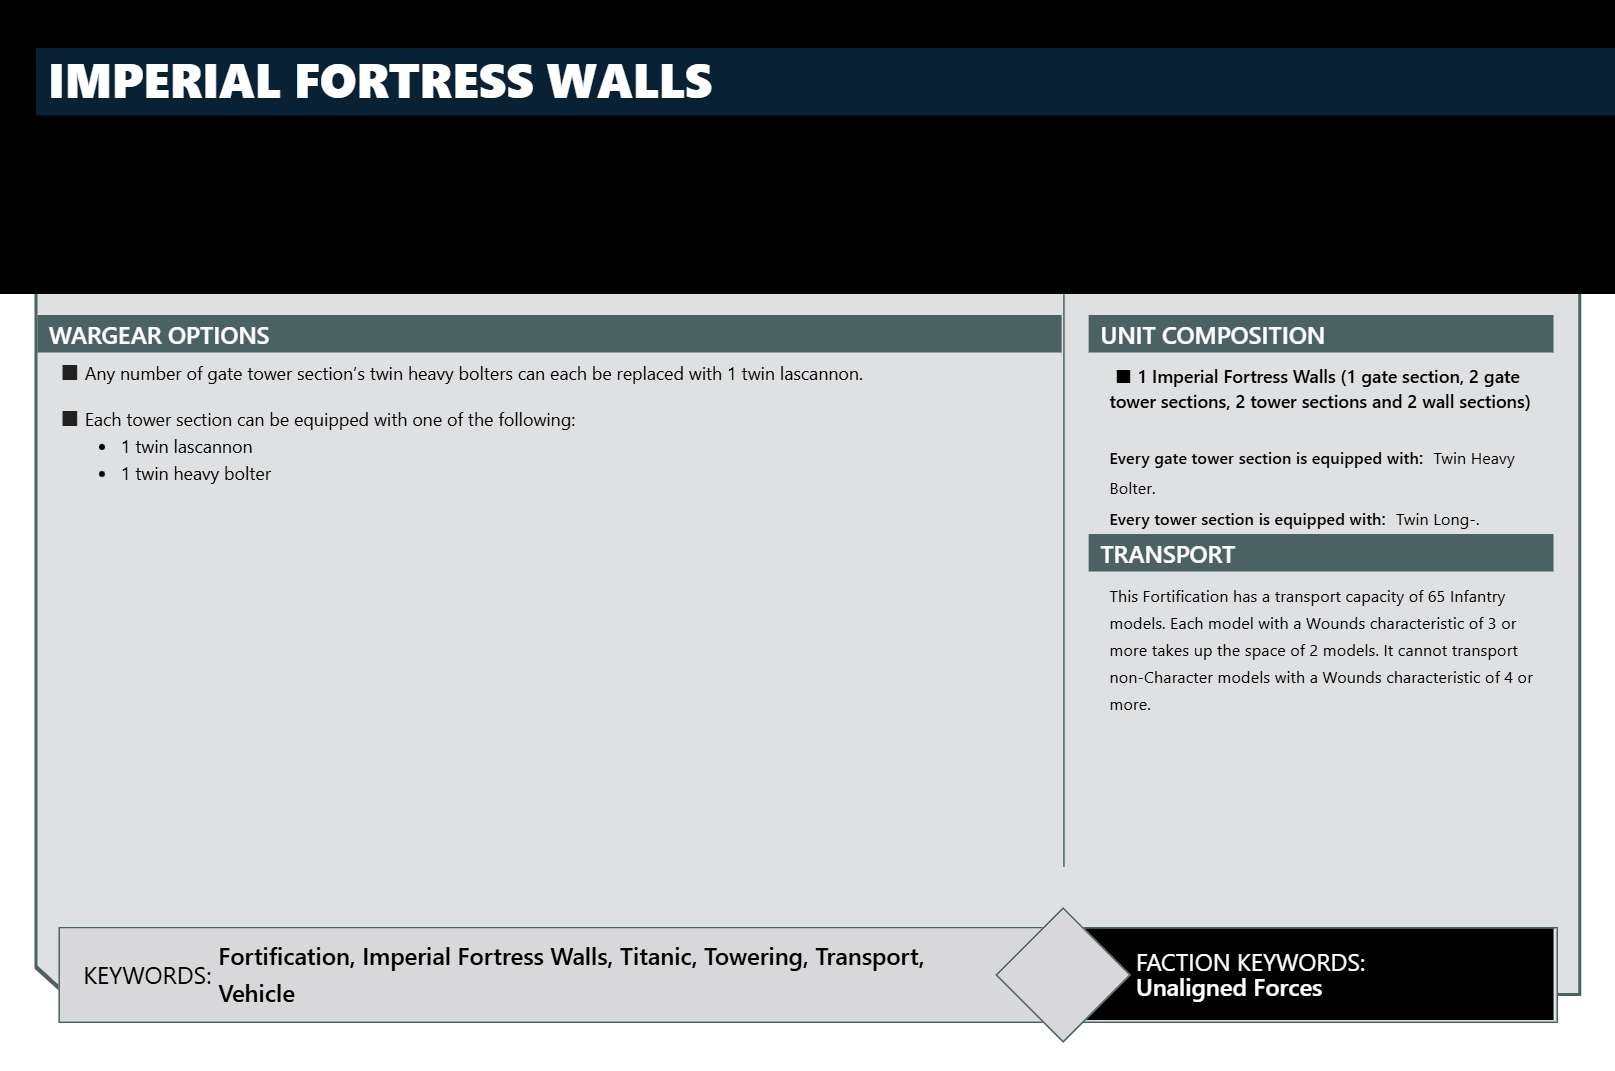 IMPERIAL FORTRESS WALLS
WARGEAR OPTIONS
■ Any number of gate tower section’s twin heavy bolters can each be replaced with 1 twin lascannon.
■ Each tower section can be equipped with one of the following:
• 1 twin lascannon
• 1 twin heavy bolter
UNIT COMPOSITION
■ 1 Imperial Fortress Walls (1 gate section, 2 gate
tower sections, 2 tower sections and 2 wall sections)
Every gate tower section is equipped with: Twin Heavy
Bolter.
Every tower section is equipped with: Twin Long-.
TRANSPORT
This Fortification has a transport capacity of 65 Infantry
models. Each model with a Wounds characteristic of 3 or
more takes up the space of 2 models. It cannot transport
non-Character models with a Wounds characteristic of 4 or
more.
KEYWORDS: Fortification, Imperial Fortress Walls, Titanic, Towering, Transport,
Vehicle
FACTION KEYWORDS:
Unaligned Forces